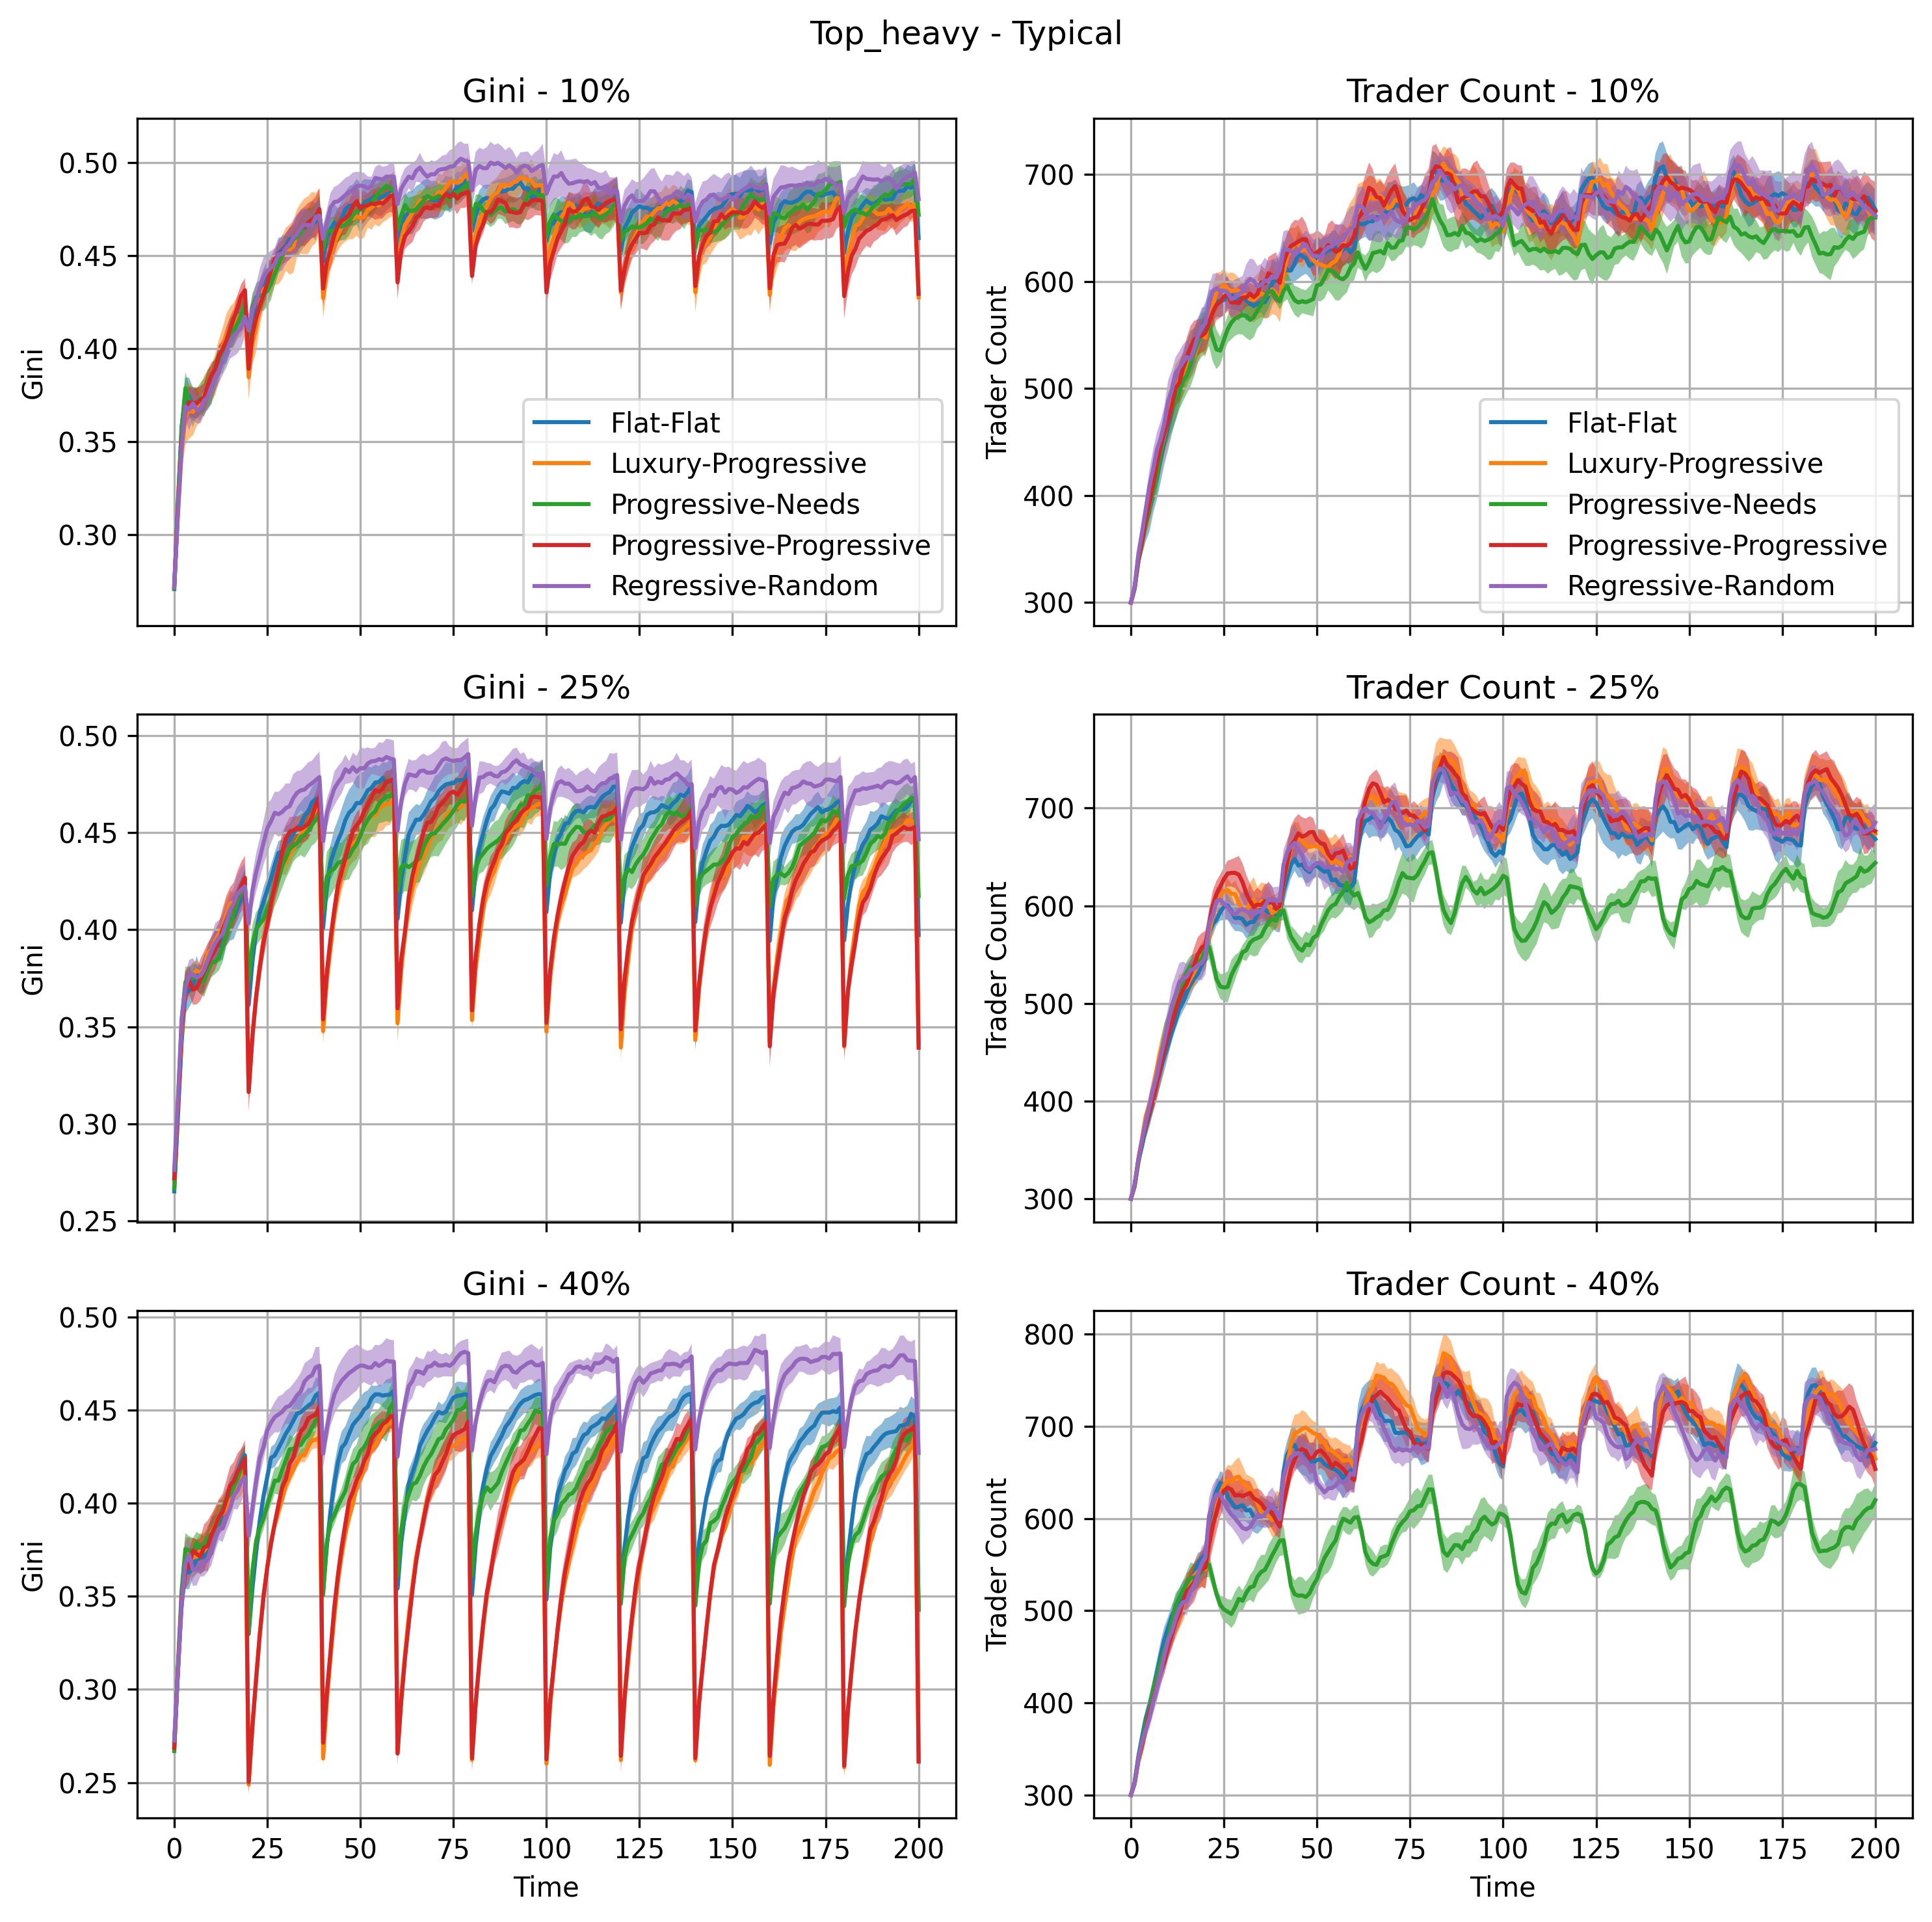 Top_heavy - Typical
Gini - 10%
Gini
0.50
0.45
0.40
0.35
0.30
Flat-Flat
Luxury-Progressive
Progressive-Needs
Progressive-Progressive
Regressive-Random
Trader Count - 10%
Trader Count
700
600
500
400
300
Flat-Flat
Luxury-Progressive
Progressive-Needs
Progressive-Progressive
Regressive-Random
Gini - 25%
Gini
0.50
0.45
0.40
0.35
0.30
0.25
Trader Count - 25%
Trader Count
700
600
500
400
300
Gini - 40%
Gini
0.50
0.45
0.40
0.35
0.30
0.25
0 25 50 75 100 125 150 175 200
Time
Trader Count - 40%
Trader Count
800
700
600
500
400
300
0 25 50 75 100 125 150 175 200
Time